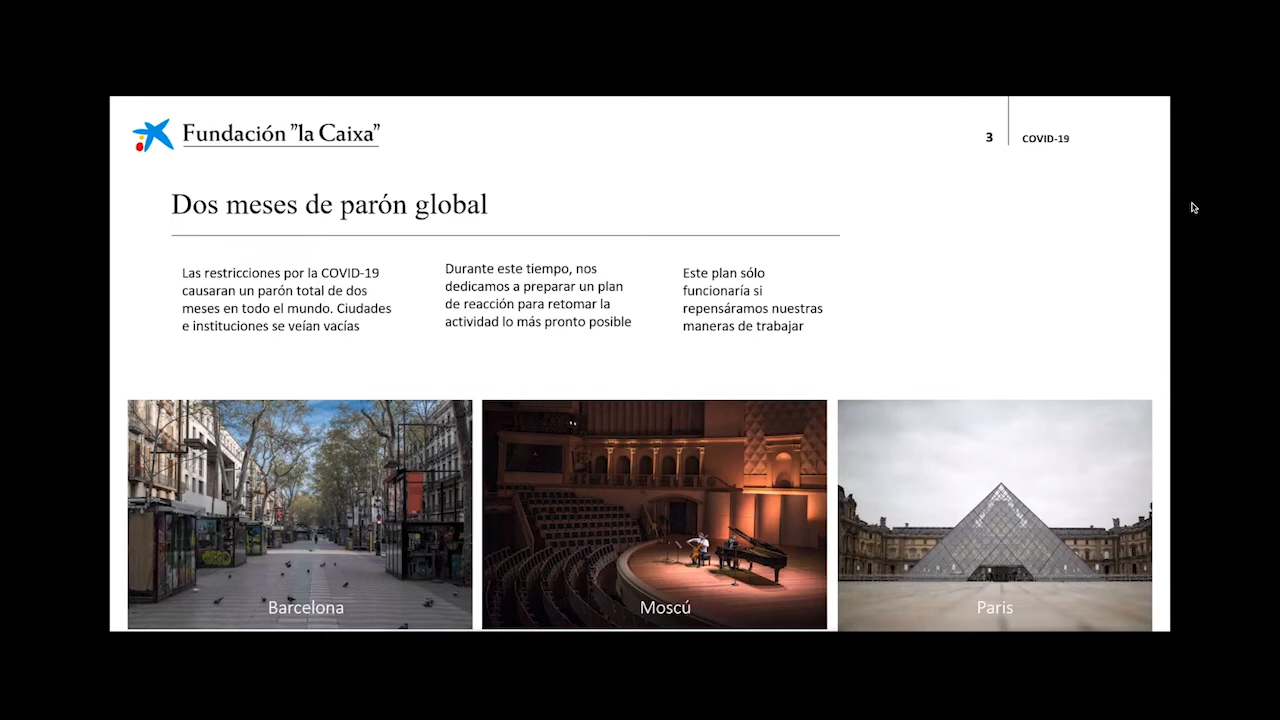 Fundación "la Caixa"
3
COVID-19
Dos meses de parón global
Las restricciones por la COVID-19
causaran un parón total de dos
meses en todo el mundo. Ciudades
e instituciones se veían vacías
Durante este tiempo, nos
dedicamos a preparar un plan
de reacción para retomar la
actividad lo más pronto posible
Este plan sólo
funcionaría si
repensáramos nuestras
maneras de trabajar
Barcelona
Moscú
Paris